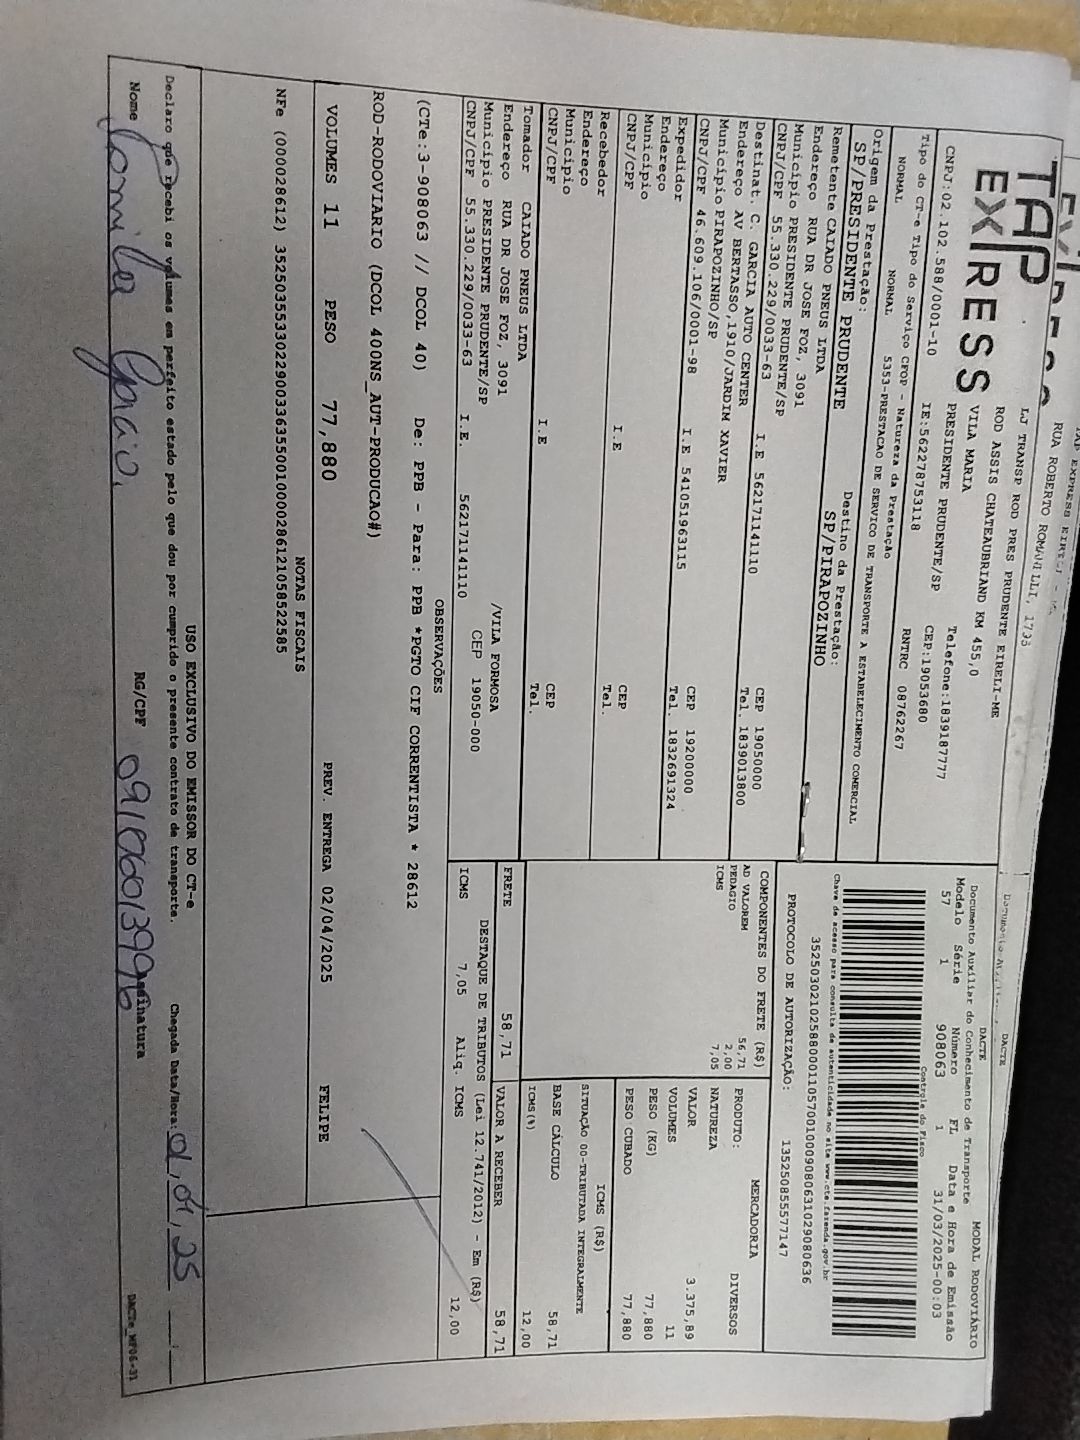 RUA ROBERTO ROMANILLI, 1733
TAP
EXPRESS
LJ TRANSP ROD PRES PRUDENTE EIRELI-ME
ROD ASSIS CHATEAUBRIAND KM 455,0
VILA MARIA
PRESIDENTE PRUDENTE/SP CEP:19053680
CNPJ:02.102.588/0001-10 IE:562278753118 Telefone:1839187777
Tipo do CT-e Tipo do Serviço CFOP - Natureza da Prestação RNTRC 08762267
NORMAL NORMAL 5353-PRESTACAO DE SERVICO DE TRANSPORTE A ESTABELECIMENTO COMERCIAL
Origem da Prestação: Destino da Prestação:
SP/PRESIDENTE PRUDENTE SP/PIRAPOZINHO
DACTE MODAL RODOVIÁRIO
Documento Auxiliar do Conhecimento de Transporte
Modelo Série Número FL Data e Hora de Emissão
57 1 908063 1 31/03/2025-00:03
Controle do Fisco
Chave de acesso para consulta de autenticidade no site www.cte.fazenda.gov.br
35250302102588000110570010009080631029080636
PROTOCOLO DE AUTORIZAÇÃO: 135250855577147
Remetente CAIADO PNEUS LTDA
Endereço RUA DR JOSE FOZ, 3091
Município PRESIDENTE PRUDENTE/SP CEP 19050000
CNPJ/CPF 55.330.229/0033-63 I.E 562171141110 Tel. 1839013800
Destinat. C. GARCIA AUTO CENTER
Endereço AV BERTASSO,1910/JARDIM XAVIER
Município PIRAPOZINHO/SP CEP 19200000
CNPJ/CPF 46.609.106/0001-98 I.E 541051963115 Tel. 1832691324
Expedidor
Endereço
Município CEP
CNPJ/CPF I.E Tel.
Recebedor
Endereço
Município CEP
CNPJ/CPF I.E Tel.
Tomador CAIADO PNEUS LTDA
Endereço RUA DR JOSE FOZ, 3091 /VILA FORMOSA
Município PRESIDENTE PRUDENTE/SP CEP 19050-000
CNPJ/CPF 55.330.229/0033-63 I.E. 562171141110
COMPONENTES DO FRETE (R$)
AD VALOREM 56,71
PEDAGIO 2,00
ICMS 7,05
PRODUTO: MERCADORIA
NATUREZA DIVERSOS
VALOR 3.375,89
VOLUMES 11
PESO (KG) 77,880
PESO CUBADO 77,880
ICMS (R$)
SITUAÇÃO 00-TRIBUTADA INTEGRALMENTE
BASE CÁLCULO 58,71
ICMS(%) 12,00
FRETE 58,71 VALOR A RECEBER 58,71
DESTAQUE DE TRIBUTOS (Lei 12.741/2012) - Em (R$)
ICMS 7,05 Aliq. ICMS 12,00
OBSERVAÇÕES
(CTe:3-908063 // DCOL 40) De: PPB - Para: PPB *PGTO CIF CORRENTISTA * 28612
ROD-RODOVIARIO (DCOL 400NS_AUT-PRODUCAO#)
VOLUMES 11 PESO 77,880 PREV. ENTREGA 02/04/2025 FELIPE
NOTAS FISCAIS
NFe (000028612) 35250355330229003363550010000286121058522585
USO EXCLUSIVO DO EMISSOR DO CT-e
Declaro que recebi os volumes em perfeito estado pelo que dou por cumprido o presente contrato de transporte. Chegada Data/Hora: 01,04,25
Nome Camila Garcia RG/CPF Assinatura DACTe_MF06-31